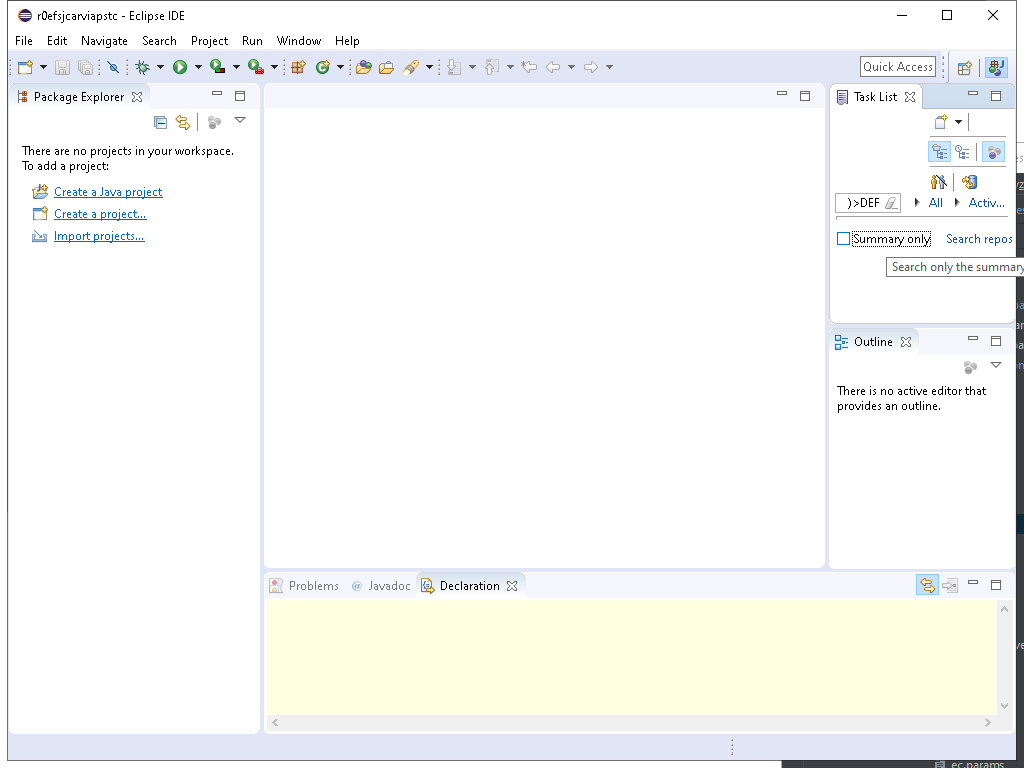 r0efsjcarviapstc - Eclipse IDE
File Edit Navigate Search Project Run Window Help
Quick Access
Package Explorer
There are no projects in your workspace.
To add a project:
Create a Java project
Create a project...
Import projects...
Task List
)>DEF All Activ...
Summary only Search repos
Search only the summary
Outline
There is no active editor that
provides an outline.
Problems @ Javadoc Declaration
ec.params